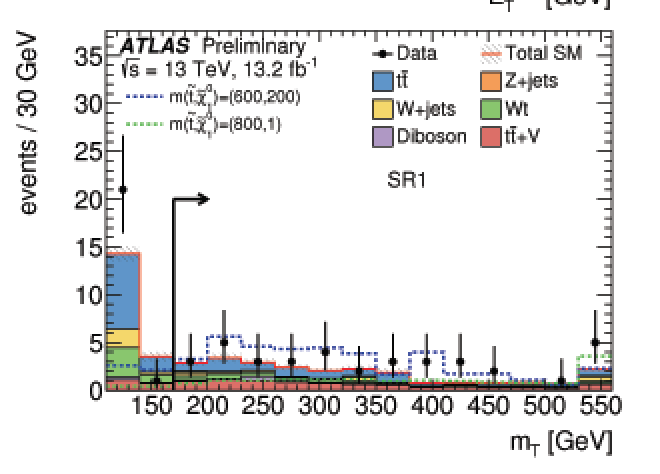 ATLAS Preliminary
√s = 13 TeV, 13.2 fb⁻¹
m(t̃,χ̃⁰₁)=(600,200)
m(t̃,χ̃⁰₁)=(800,1)
Data
Total SM
tt̄
Z+jets
W+jets
Wt
Diboson
tt̄+V
SR1
events / 30 GeV
35
30
25
20
15
10
5
0
150 200 250 300 350 400 450 500 550
m_T [GeV]